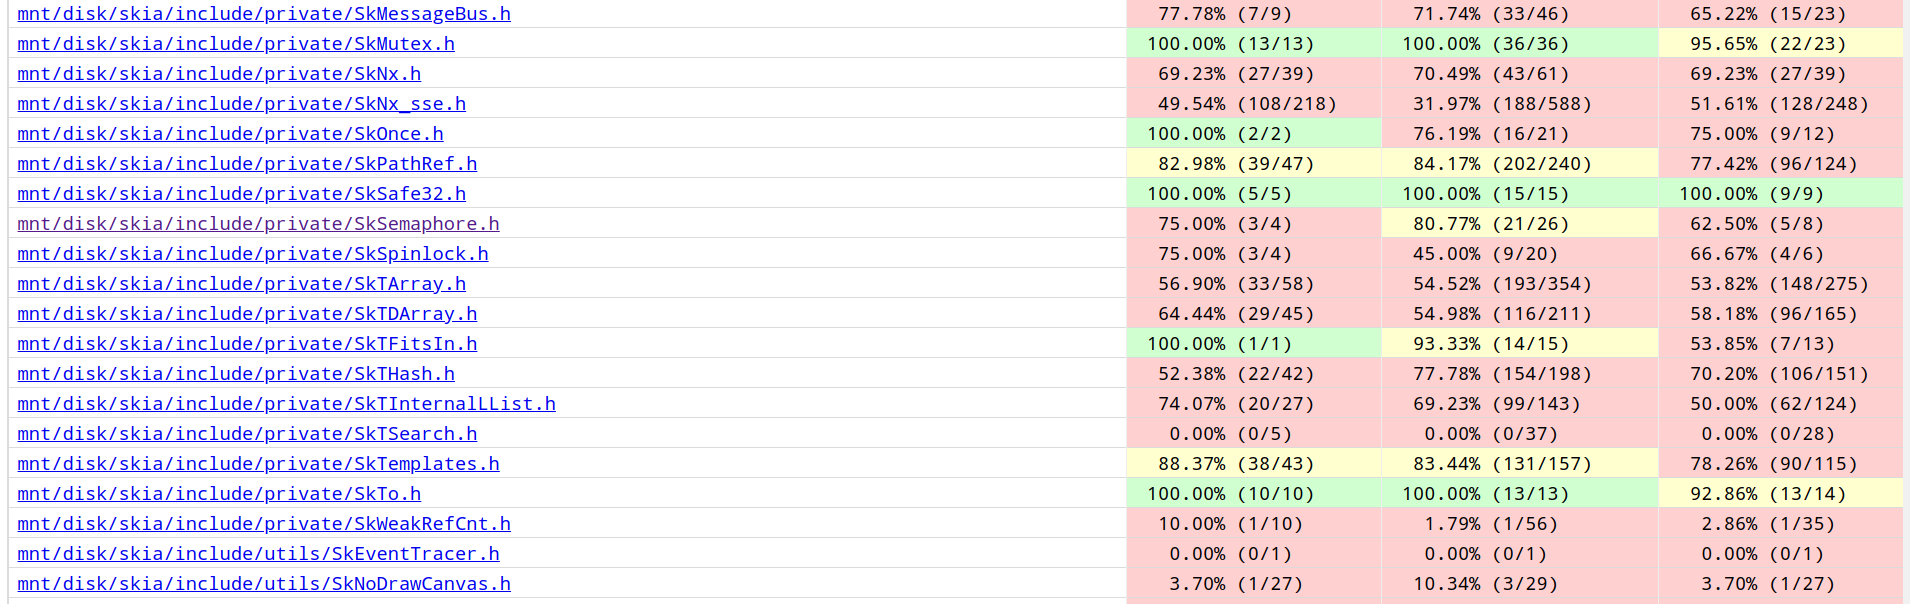 mnt/disk/skia/include/private/SkMessageBus.h 77.78% (7/9) 71.74% (33/46) 65.22% (15/23)
mnt/disk/skia/include/private/SkMutex.h 100.00% (13/13) 100.00% (36/36) 95.65% (22/23)
mnt/disk/skia/include/private/SkNx.h 69.23% (27/39) 70.49% (43/61) 69.23% (27/39)
mnt/disk/skia/include/private/SkNx_sse.h 49.54% (108/218) 31.97% (188/588) 51.61% (128/248)
mnt/disk/skia/include/private/SkOnce.h 100.00% (2/2) 76.19% (16/21) 75.00% (9/12)
mnt/disk/skia/include/private/SkPathRef.h 82.98% (39/47) 84.17% (202/240) 77.42% (96/124)
mnt/disk/skia/include/private/SkSafe32.h 100.00% (5/5) 100.00% (15/15) 100.00% (9/9)
mnt/disk/skia/include/private/SkSemaphore.h 75.00% (3/4) 80.77% (21/26) 62.50% (5/8)
mnt/disk/skia/include/private/SkSpinlock.h 75.00% (3/4) 45.00% (9/20) 66.67% (4/6)
mnt/disk/skia/include/private/SkTArray.h 56.90% (33/58) 54.52% (193/354) 53.82% (148/275)
mnt/disk/skia/include/private/SkTDArray.h 64.44% (29/45) 54.98% (116/211) 58.18% (96/165)
mnt/disk/skia/include/private/SkTFitsIn.h 100.00% (1/1) 93.33% (14/15) 53.85% (7/13)
mnt/disk/skia/include/private/SkTHash.h 52.38% (22/42) 77.78% (154/198) 70.20% (106/151)
mnt/disk/skia/include/private/SkTInternalLList.h 74.07% (20/27) 69.23% (99/143) 50.00% (62/124)
mnt/disk/skia/include/private/SkTSearch.h 0.00% (0/5) 0.00% (0/37) 0.00% (0/28)
mnt/disk/skia/include/private/SkTemplates.h 88.37% (38/43) 83.44% (131/157) 78.26% (90/115)
mnt/disk/skia/include/private/SkTo.h 100.00% (10/10) 100.00% (13/13) 92.86% (13/14)
mnt/disk/skia/include/private/SkWeakRefCnt.h 10.00% (1/10) 1.79% (1/56) 2.86% (1/35)
mnt/disk/skia/include/utils/SkEventTracer.h 0.00% (0/1) 0.00% (0/1) 0.00% (0/1)
mnt/disk/skia/include/utils/SkNoDrawCanvas.h 3.70% (1/27) 10.34% (3/29) 3.70% (1/27)